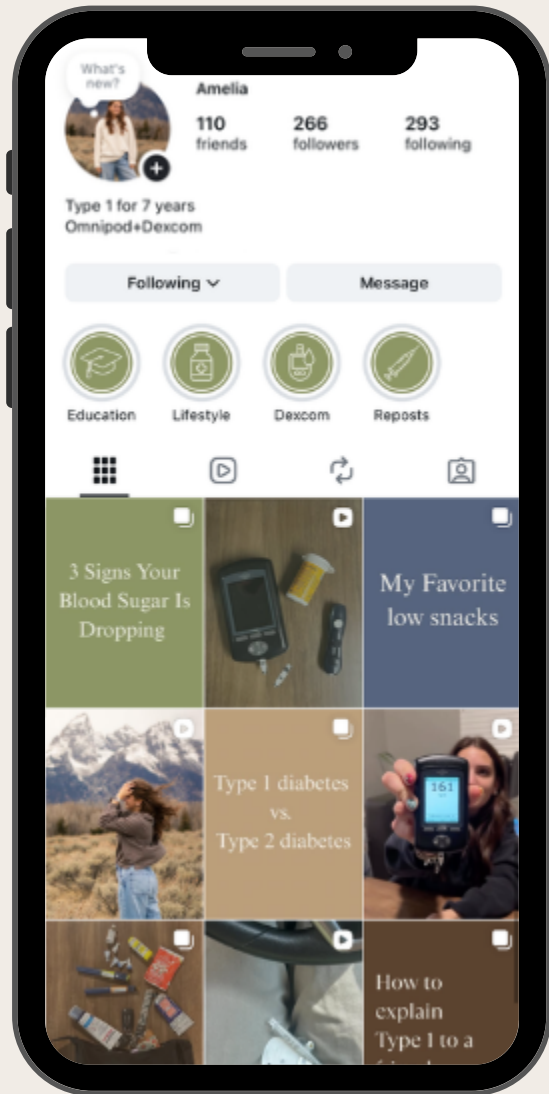 What's
new?
Amelia
110 266 293
friends followers following
Type 1 for 7 years
Omnipod+Dexcom
Following Message
Education Lifestyle Dexcom Reposts
3 Signs Your
Blood Sugar Is
Dropping
My Favorite
low snacks
Type 1 diabetes
vs.
Type 2 diabetes
161
How to
explain
Type 1 to a